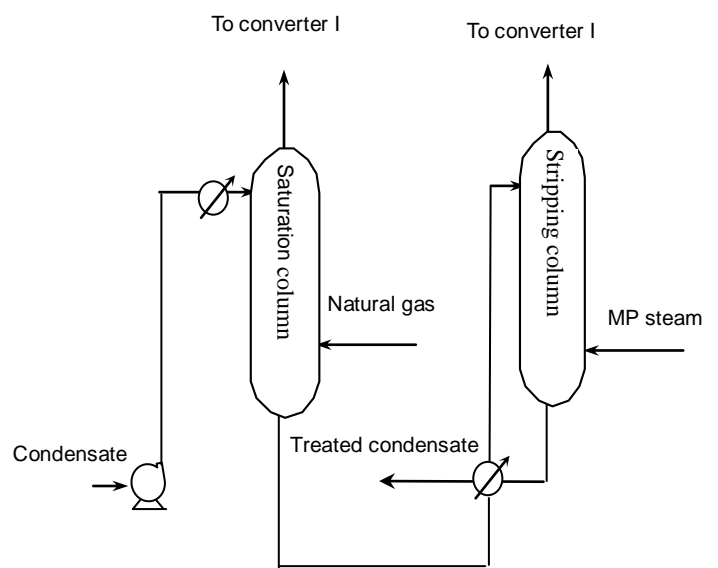 To converter I
To converter I
Saturation column
Stripping column
Natural gas
MP steam
Treated condensate
Condensate